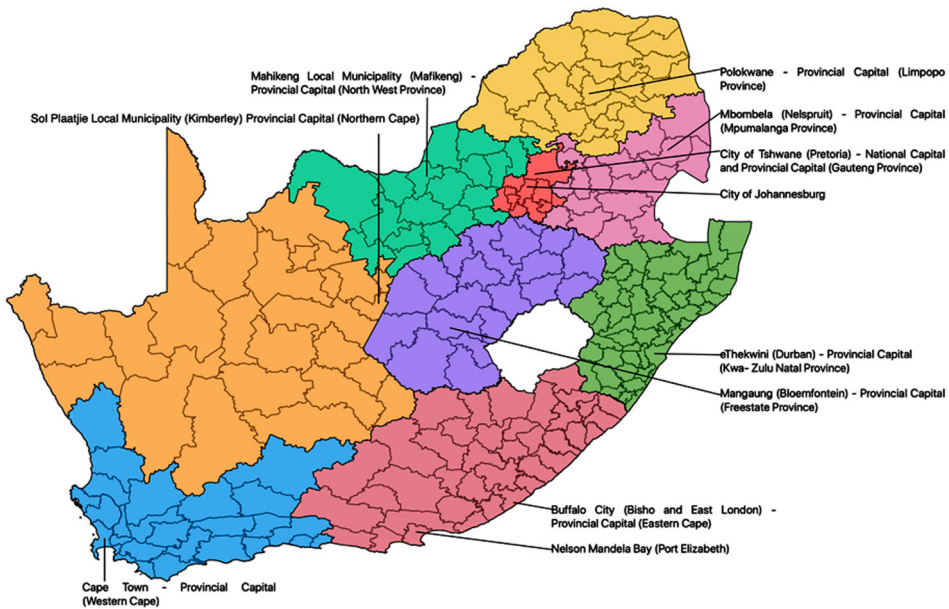 Mahikeng Local Municipality (Mafikeng) -
Provincial Capital (North West Province)
Sol Plaatjie Local Municipality (Kimberley) Provincial Capital (Northern Cape)
Polokwane - Provincial Capital (Limpopo
Province)
Mbombela (Nelspruit) - Provincial Capital
(Mpumalanga Province)
City of Tshwane (Pretoria) - National Capital
and Provincial Capital (Gauteng Province)
City of Johannesburg
eThekwini (Durban) - Provincial Capital
(Kwa- Zulu Natal Province)
Mangaung (Bloemfontein) - Provincial Capital
(Freestate Province)
Buffalo City (Bisho and East London) -
Provincial Capital (Eastern Cape)
Nelson Mandela Bay (Port Elizabeth)
Cape Town - Provincial Capital
(Western Cape)